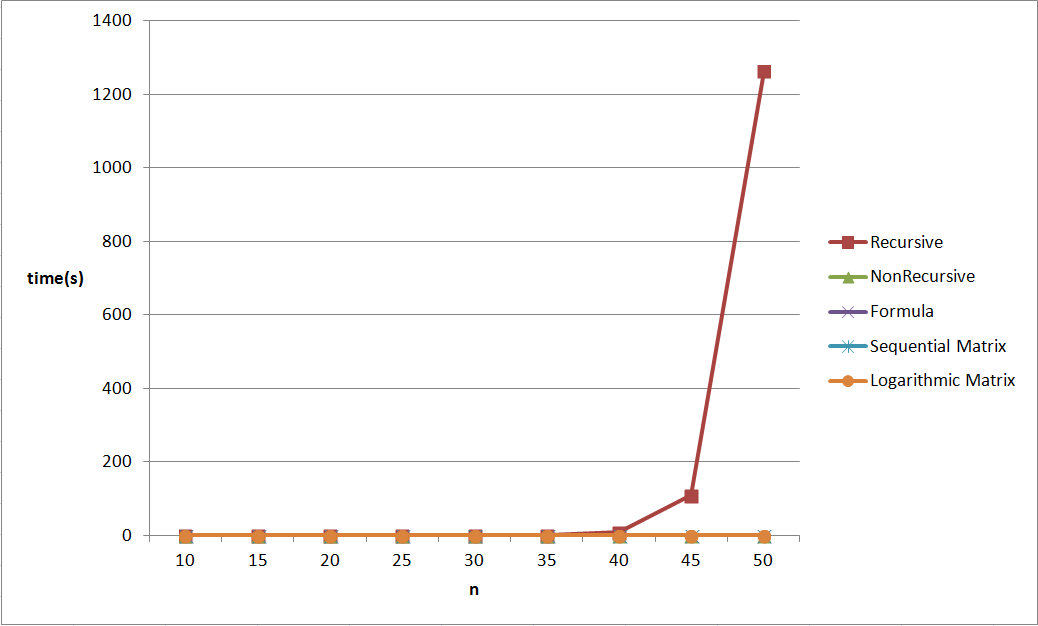 1400
1200
1000
800
600
400
200
0
time(s)
10 15 20 25 30 35 40 45 50
n
Recursive
NonRecursive
Formula
Sequential Matrix
Logarithmic Matrix